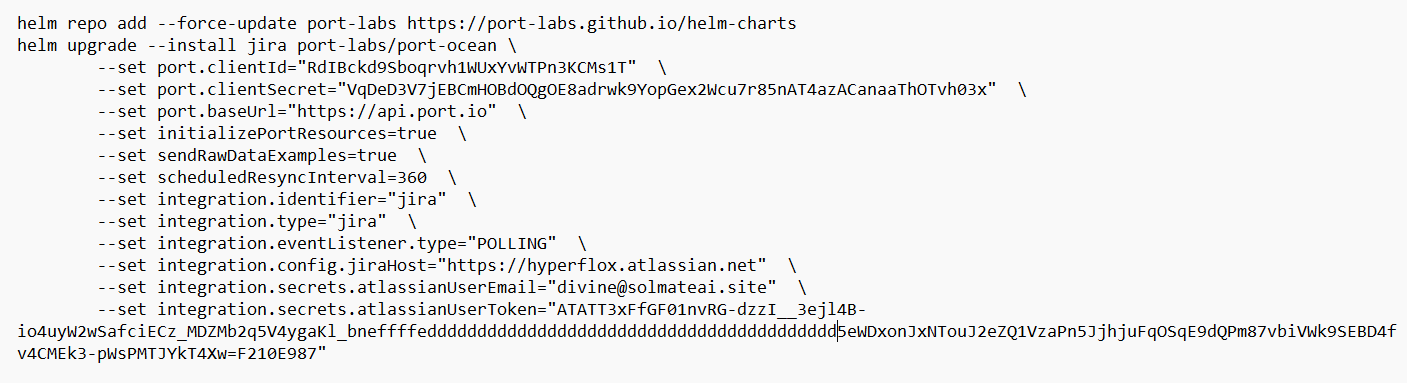 helm repo add --force-update port-labs https://port-labs.github.io/helm-charts
helm upgrade --install jira port-labs/port-ocean \
        --set port.clientId="RdIBckd9Sboqrvh1WUxYvWTPn3KCMs1T"  \
        --set port.clientSecret="VqDeD3V7jEBCmHOBdOQgOE8adrwk9YopGex2Wcu7r85nAT4azACanaaThOTvh03x"  \
        --set port.baseUrl="https://api.port.io"  \
        --set initializePortResources=true  \
        --set sendRawDataExamples=true  \
        --set scheduledResyncInterval=360  \
        --set integration.identifier="jira"  \
        --set integration.type="jira"  \
        --set integration.eventListener.type="POLLING"  \
        --set integration.config.jiraHost="https://hyperflox.atlassian.net"  \
        --set integration.secrets.atlassianUserEmail="divine@solmateai.site"  \
        --set integration.secrets.atlassianUserToken="ATATT3xFfGF01nvRG-dzzI__3ejl4B-
io4uyW2wSafciECz_MDZMb2q5V4ygaKl_bneffffeddddddddddddddddddddddddddddddddddddddddd5eWDxonJxNTouJ2eZQ1VzaPn5JjhjuFqOSqE9dQPm87vbiVWk9SEBD4f
v4CMEk3-pWsPMTJYkT4Xw=F210E987"